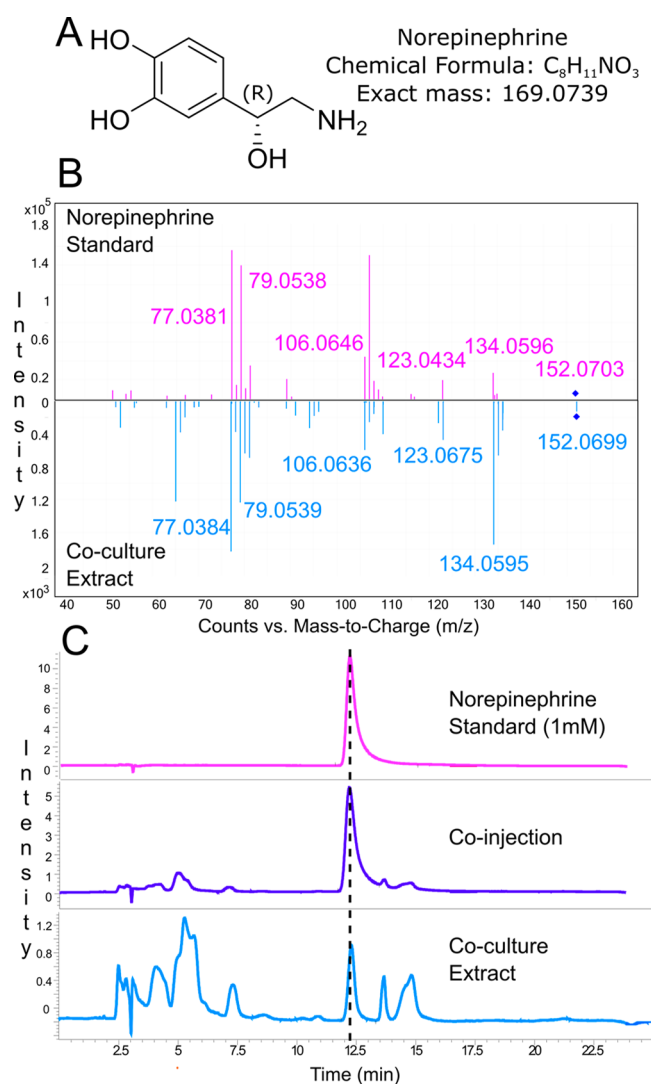 A
HO
HO
(R)
NH₂
OH
Norepinephrine
Chemical Formula: C₈H₁₁NO₃
Exact mass: 169.0739
B
x10⁵
1.8
1.4
1
0.6
0.2
0
0.4
0.8
1.2
1.6
2
x10³
Intensity
Norepinephrine
Standard
77.0381
79.0538
106.0646
123.0434
134.0596
152.0703
77.0384
79.0539
106.0636
123.0675
134.0595
152.0699
Co-culture
Extract
40 50 60 70 80 90 100 110 120 130 140 150 160
Counts vs. Mass-to-Charge (m/z)
C
Intensity
10
8
6
4
2
0
Norepinephrine
Standard (1mM)
5
4
3
2
1
0
Co-injection
1.2
0.8
0.4
0
Co-culture
Extract
2.5 5 7.5 10 12.5 15 17.5 20 22.5
Time (min)